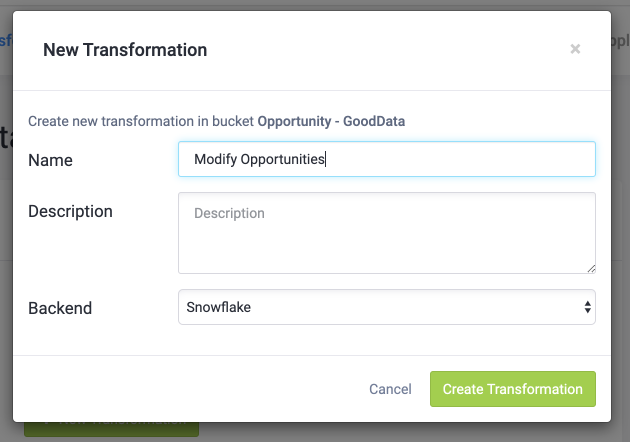 New Transformation
×
Create new transformation in bucket Opportunity - GoodData
Name
Modify Opportunities
Description
Description
Backend
Snowflake
Cancel
Create Transformation